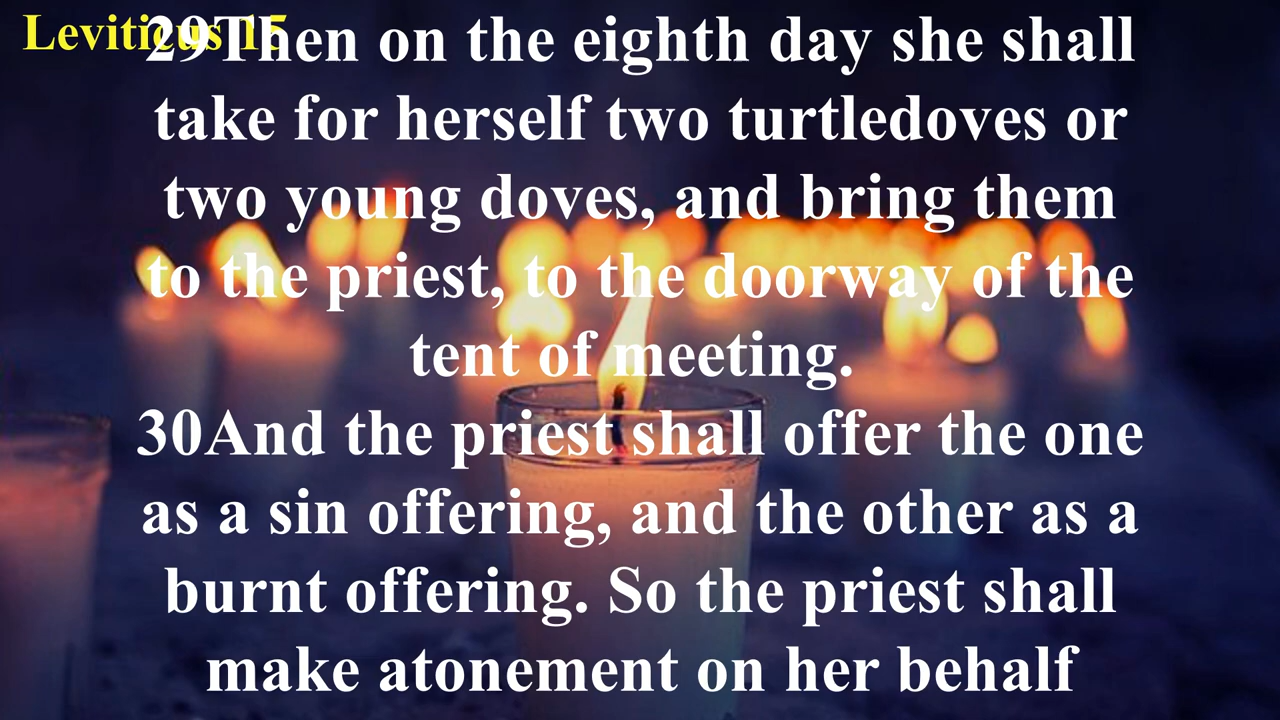 Leviticus 15
29Then on the eighth day she shall
take for herself two turtledoves or
two young doves, and bring them
to the priest, to the doorway of the
tent of meeting.
30And the priest shall offer the one
as a sin offering, and the other as a
burnt offering. So the priest shall
make atonement on her behalf